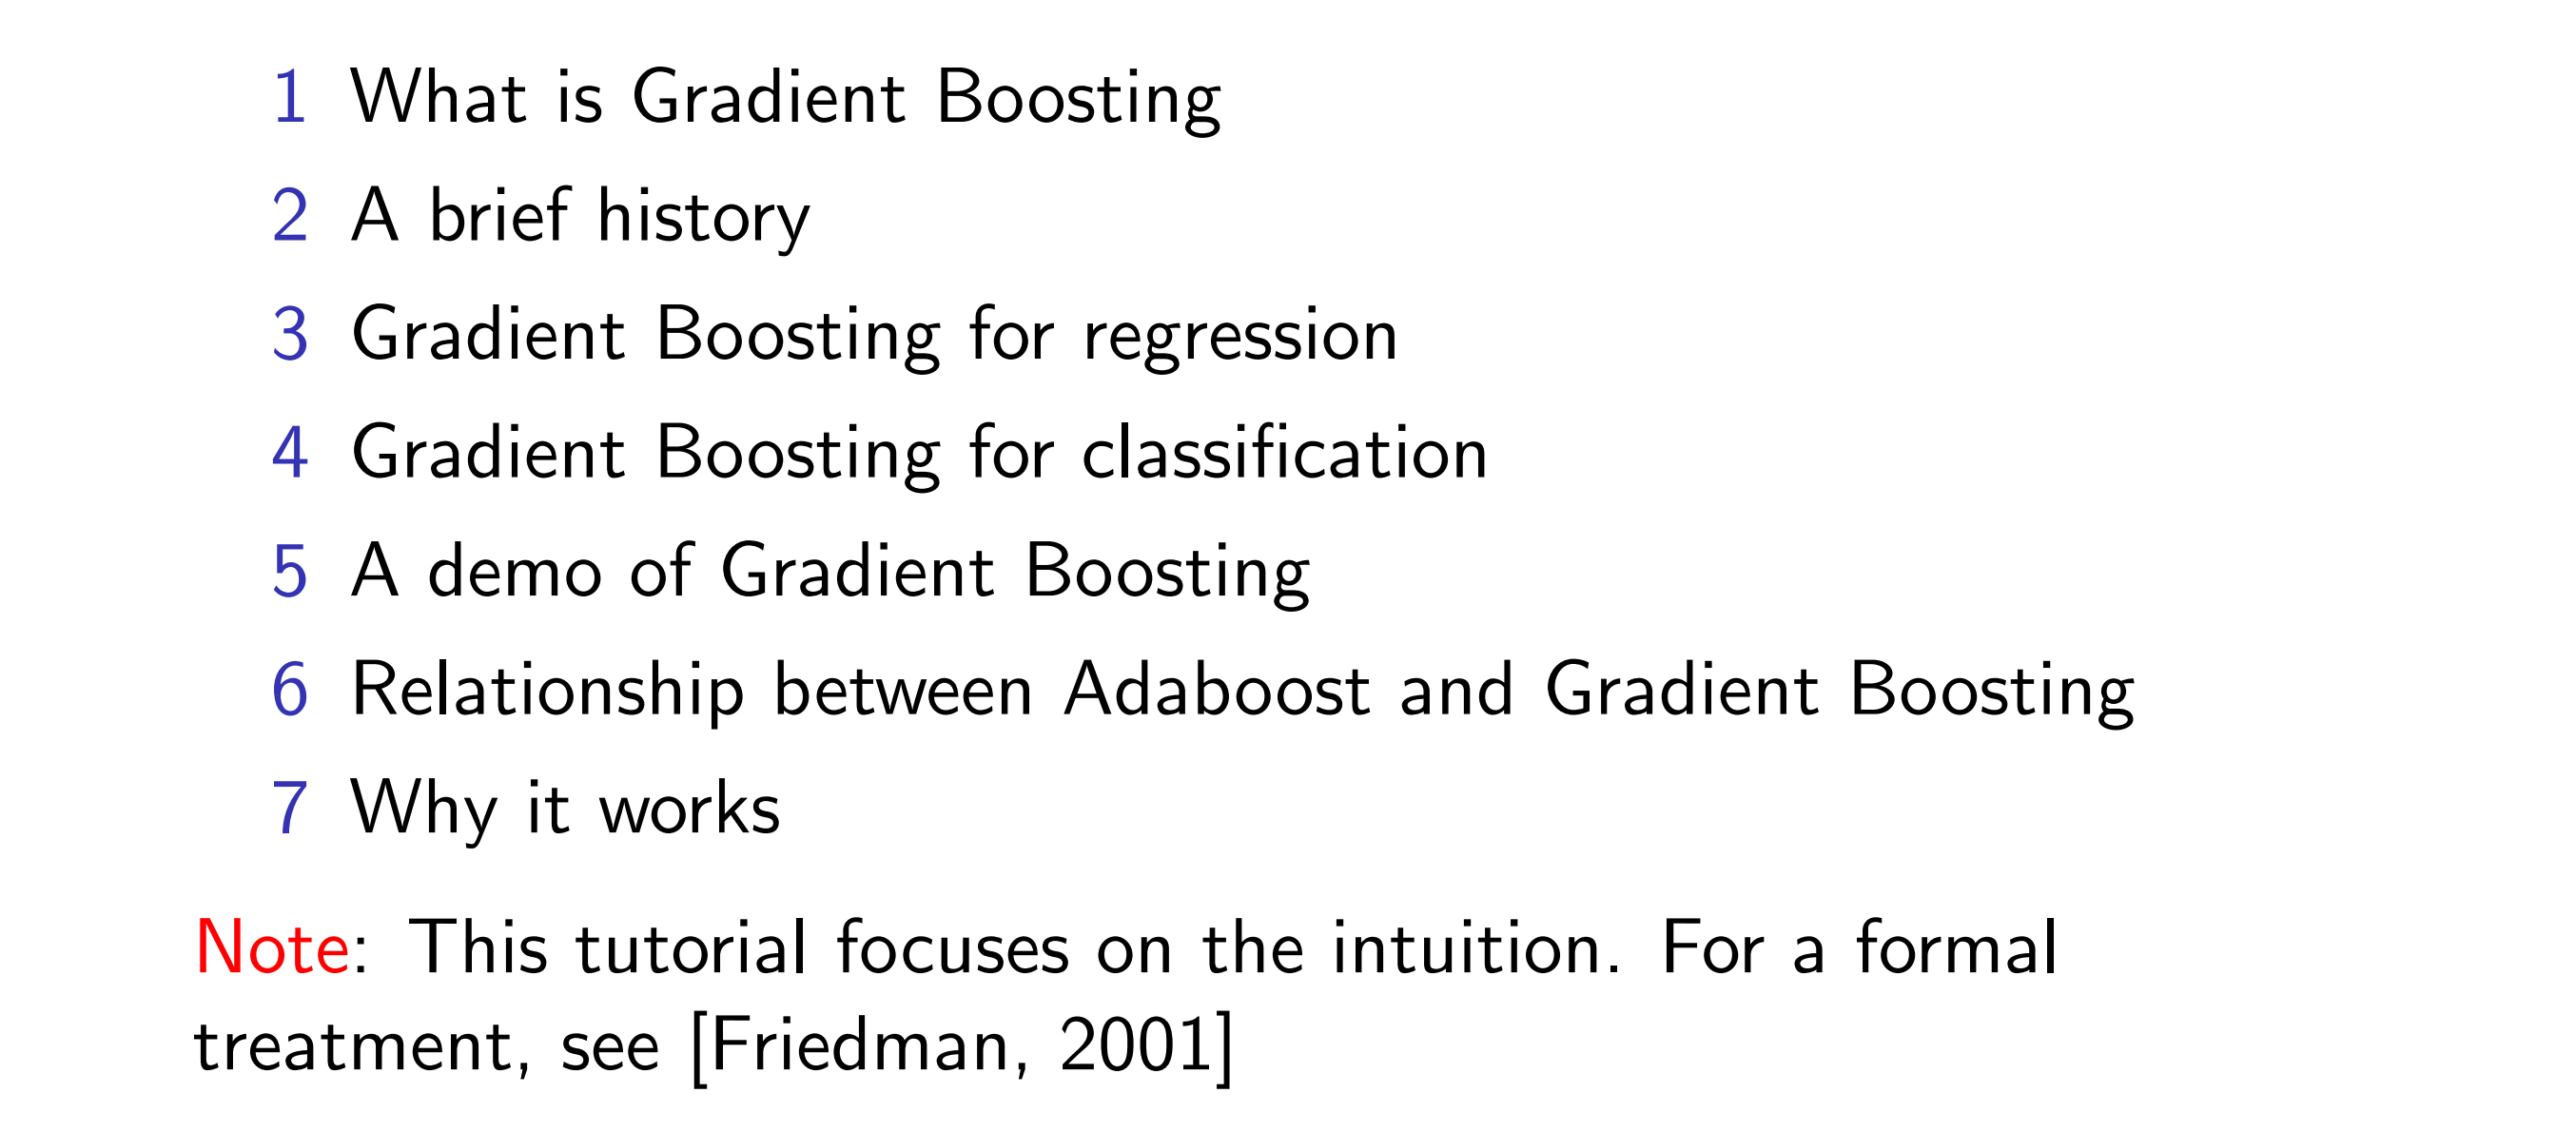 1 What is Gradient Boosting
2 A brief history
3 Gradient Boosting for regression
4 Gradient Boosting for classification
5 A demo of Gradient Boosting
6 Relationship between Adaboost and Gradient Boosting
7 Why it works
Note: This tutorial focuses on the intuition. For a formal
treatment, see [Friedman, 2001]